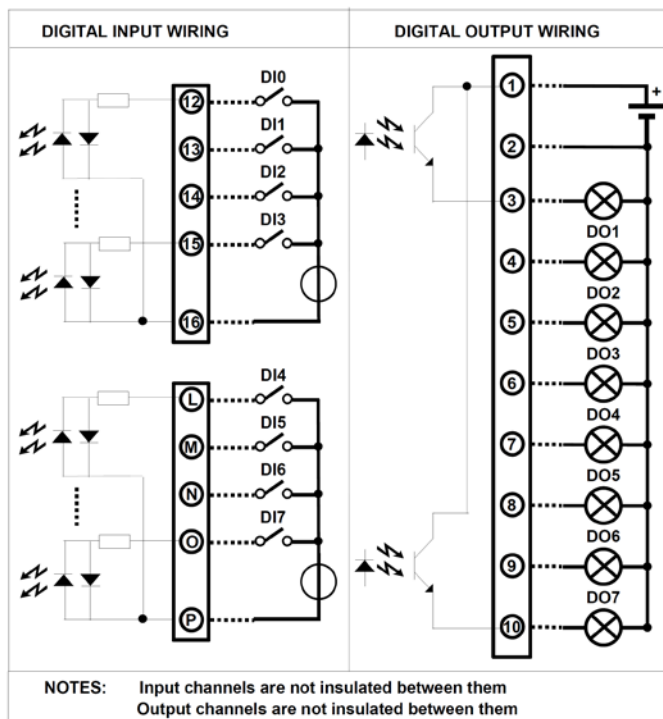 DIGITAL INPUT WIRING
12 DI0
13 DI1
14 DI2
15 DI3
16
L DI4
M DI5
N DI6
O DI7
P
DIGITAL OUTPUT WIRING
1 +
2
3
DO1
4
DO2
5
DO3
6
DO4
7
DO5
8
DO6
9
DO7
10
NOTES: Input channels are not insulated between them
Output channels are not insulated between them